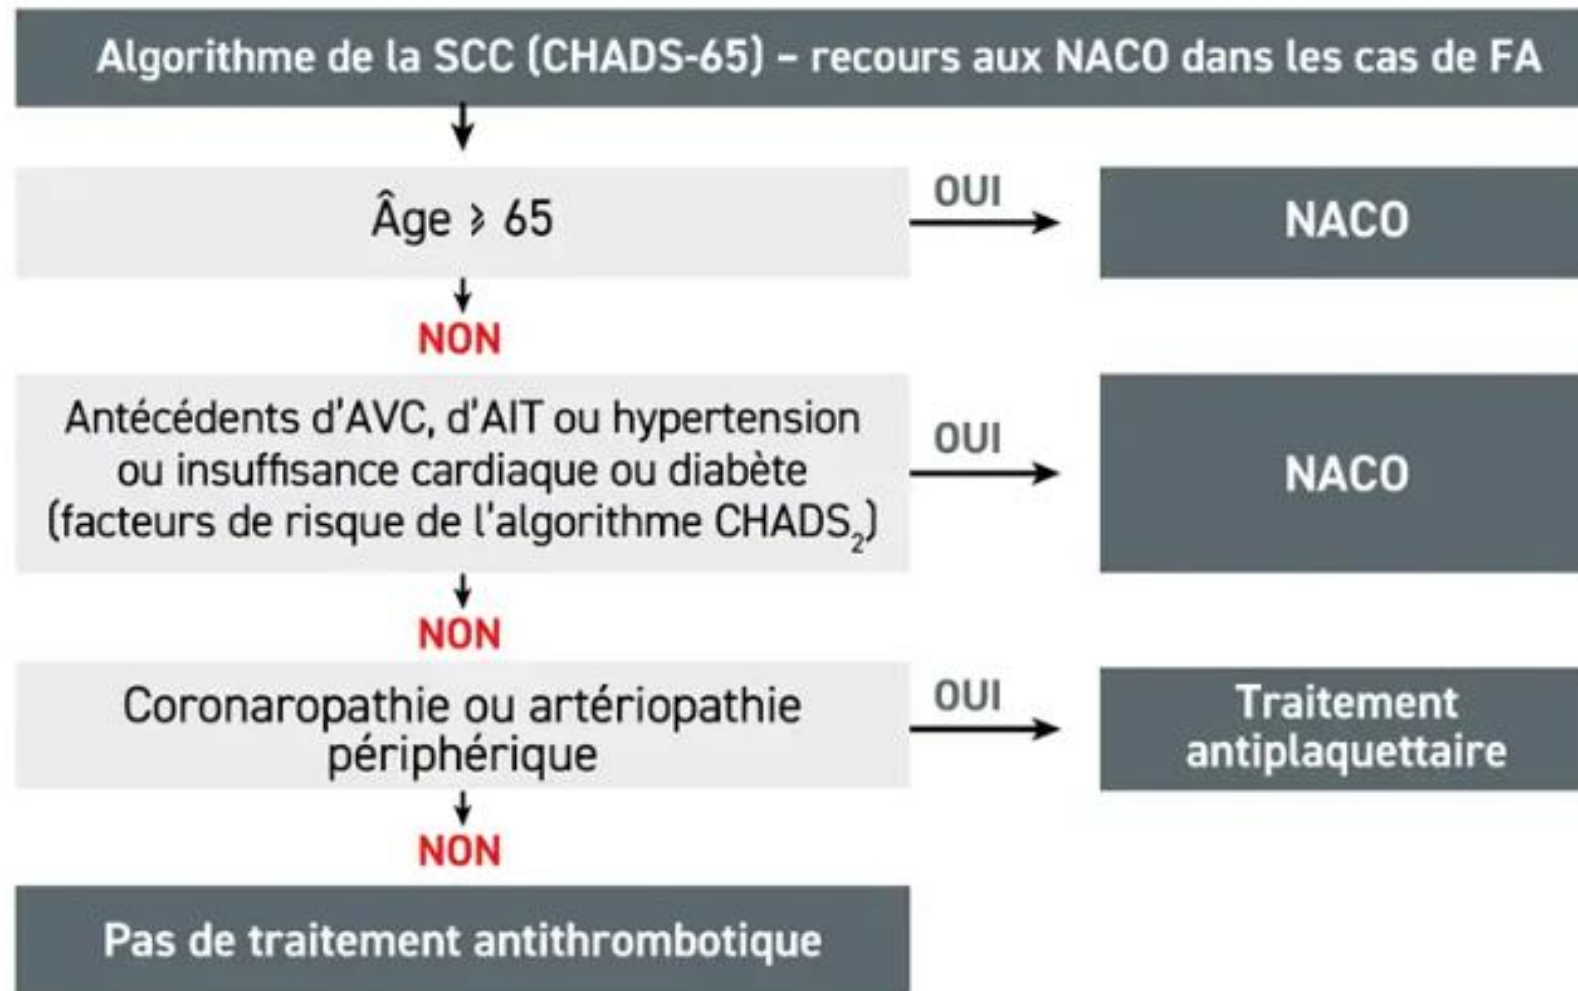 Algorithme de la SCC (CHADS-65) – recours aux NACO dans les cas de FA
Âge ⩾ 65
OUI
NACO
NON
Antécédents d’AVC, d’AIT ou hypertension
ou insuffisance cardiaque ou diabète
(facteurs de risque de l’algorithme CHADS₂)
OUI
NACO
NON
Coronaropathie ou artériopathie
périphérique
OUI
Traitement
antiplaquettaire
NON
Pas de traitement antithrombotique